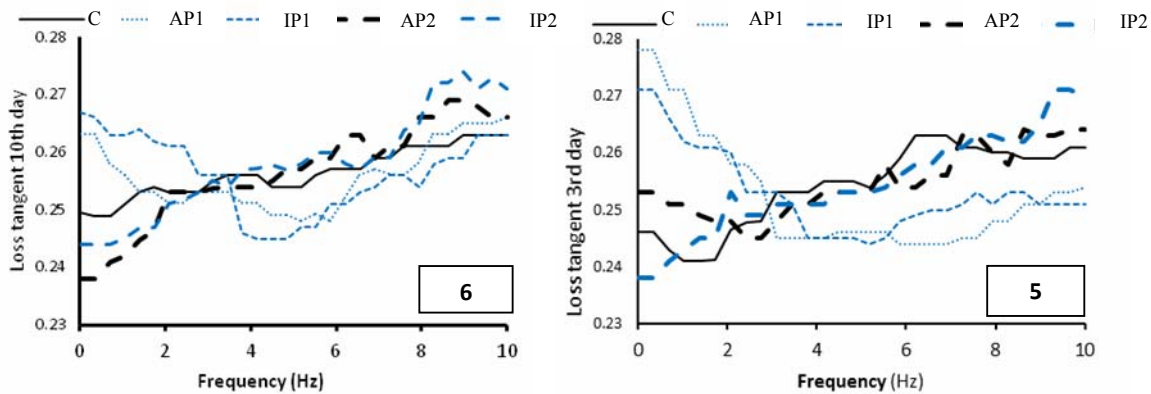 C AP1 IP1 AP2 IP2
Loss tangent 10th day
0.28
0.27
0.26
0.25
0.24
0.23
0 2 4 6 8 10
Frequency (Hz)
6
C AP1 IP1 AP2 IP2
Loss tangent 3rd day
0.28
0.27
0.26
0.25
0.24
0.23
0 2 4 6 8 10
Frequency (Hz)
5